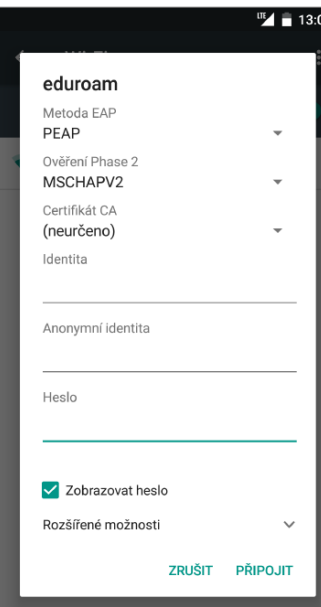 LTE 13:0
eduroam
Metoda EAP
PEAP
Ověření Phase 2
MSCHAPV2
Certifikát CA
(neurčeno)
Identita
Anonymní identita
Heslo
Zobrazovat heslo
Rozšířené možnosti
ZRUŠIT PŘIPOJIT